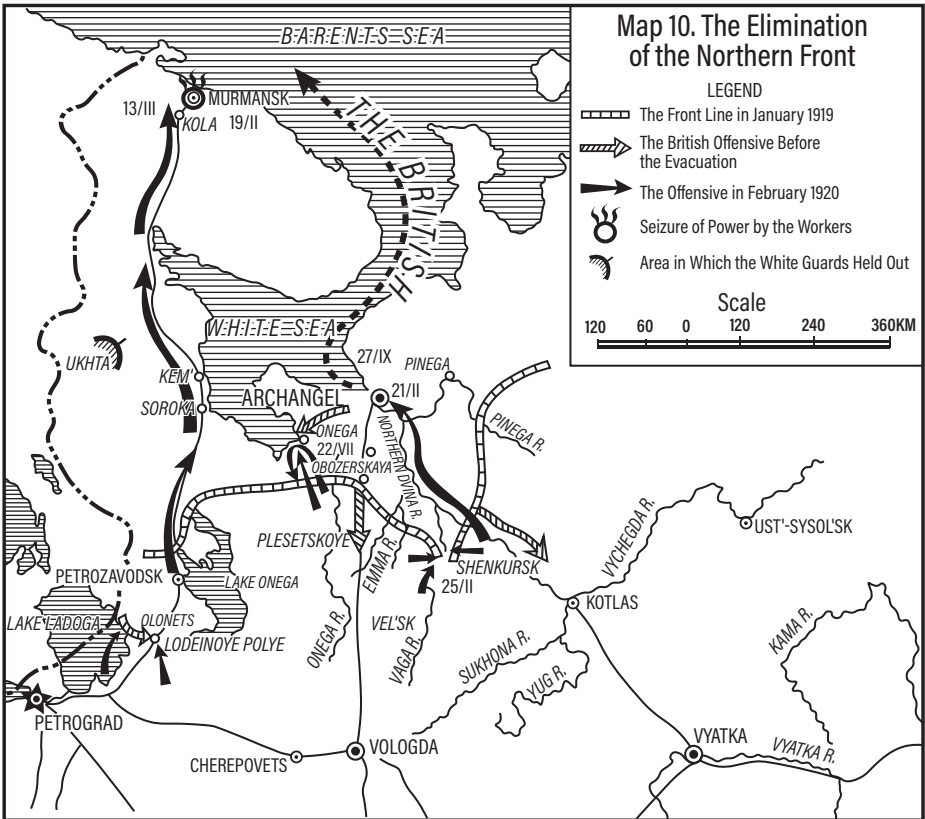 Map 10. The Elimination
of the Northern Front
LEGEND
The Front Line in January 1919
The British Offensive Before
the Evacuation
The Offensive in February 1920
Seizure of Power by the Workers
Area in Which the White Guards Held Out
Scale
120 60 0 120 240 360KM
BARENTS SEA
MURMANSK
13/III
KOLA 19/II
THE BRITISH
WHITE SEA
UKHTA
KEM'
SOROKA
27/IX
PINEGA
ARCHANGEL
21/II
PINEGA R.
ONEGA
22/VII
NORTHERN DVINA R.
OBOZERSKAYA
PLESETSKOYE
EMMA R.
SHENKURSK
25/II
VYCHEGDA R.
UST'-SYSOL'SK
PETROZAVODSK
LAKE ONEGA
LAKE LADOGA
OLONETS
LODEINOYE POLYE
ONEGA R.
VEL'SK
VAGA R.
KOTLAS
SUKHONA R.
YUG R.
KAMA R.
PETROGRAD
CHEREPOVETS
VOLOGDA
VYATKA
VYATKA R.